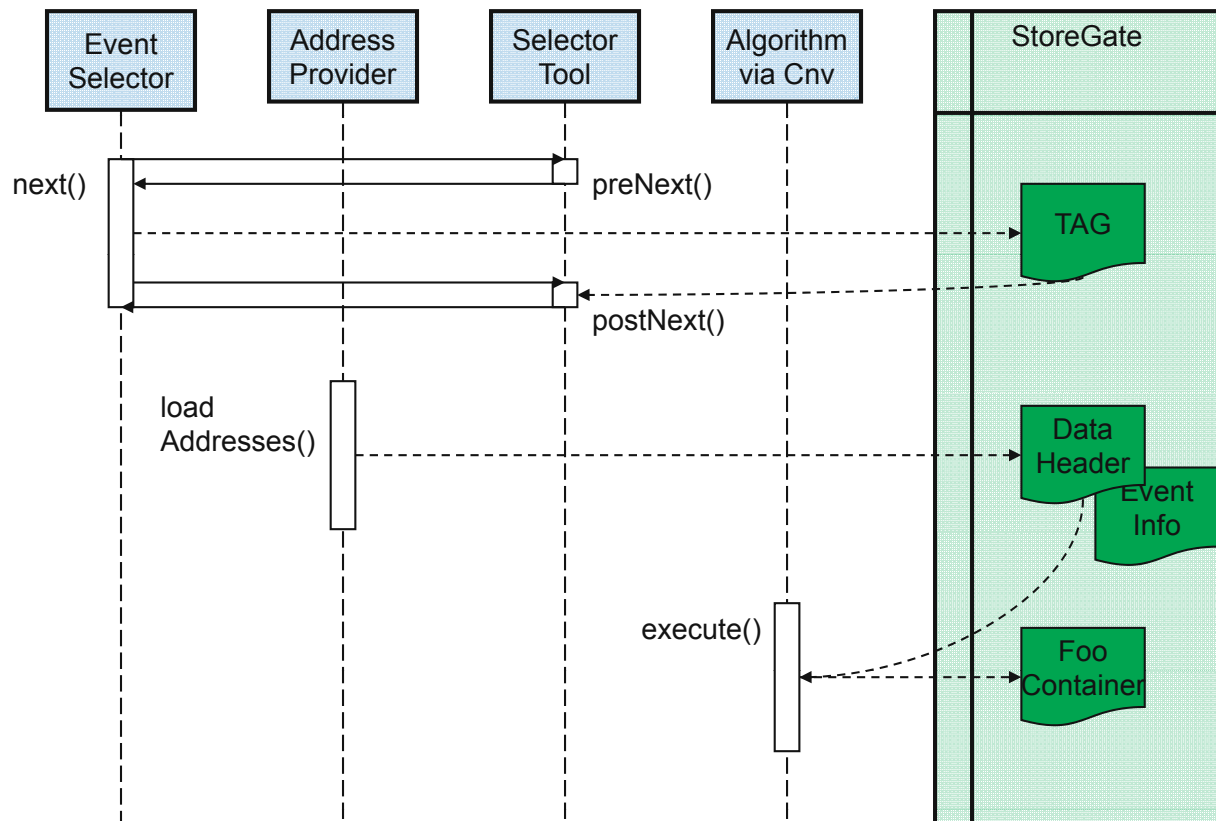 Event
Selector
Address
Provider
Selector
Tool
Algorithm
via Cnv
StoreGate
next()
preNext()
TAG
postNext()
load
Addresses()
Data
Header
Event
Info
execute()
Foo
Container